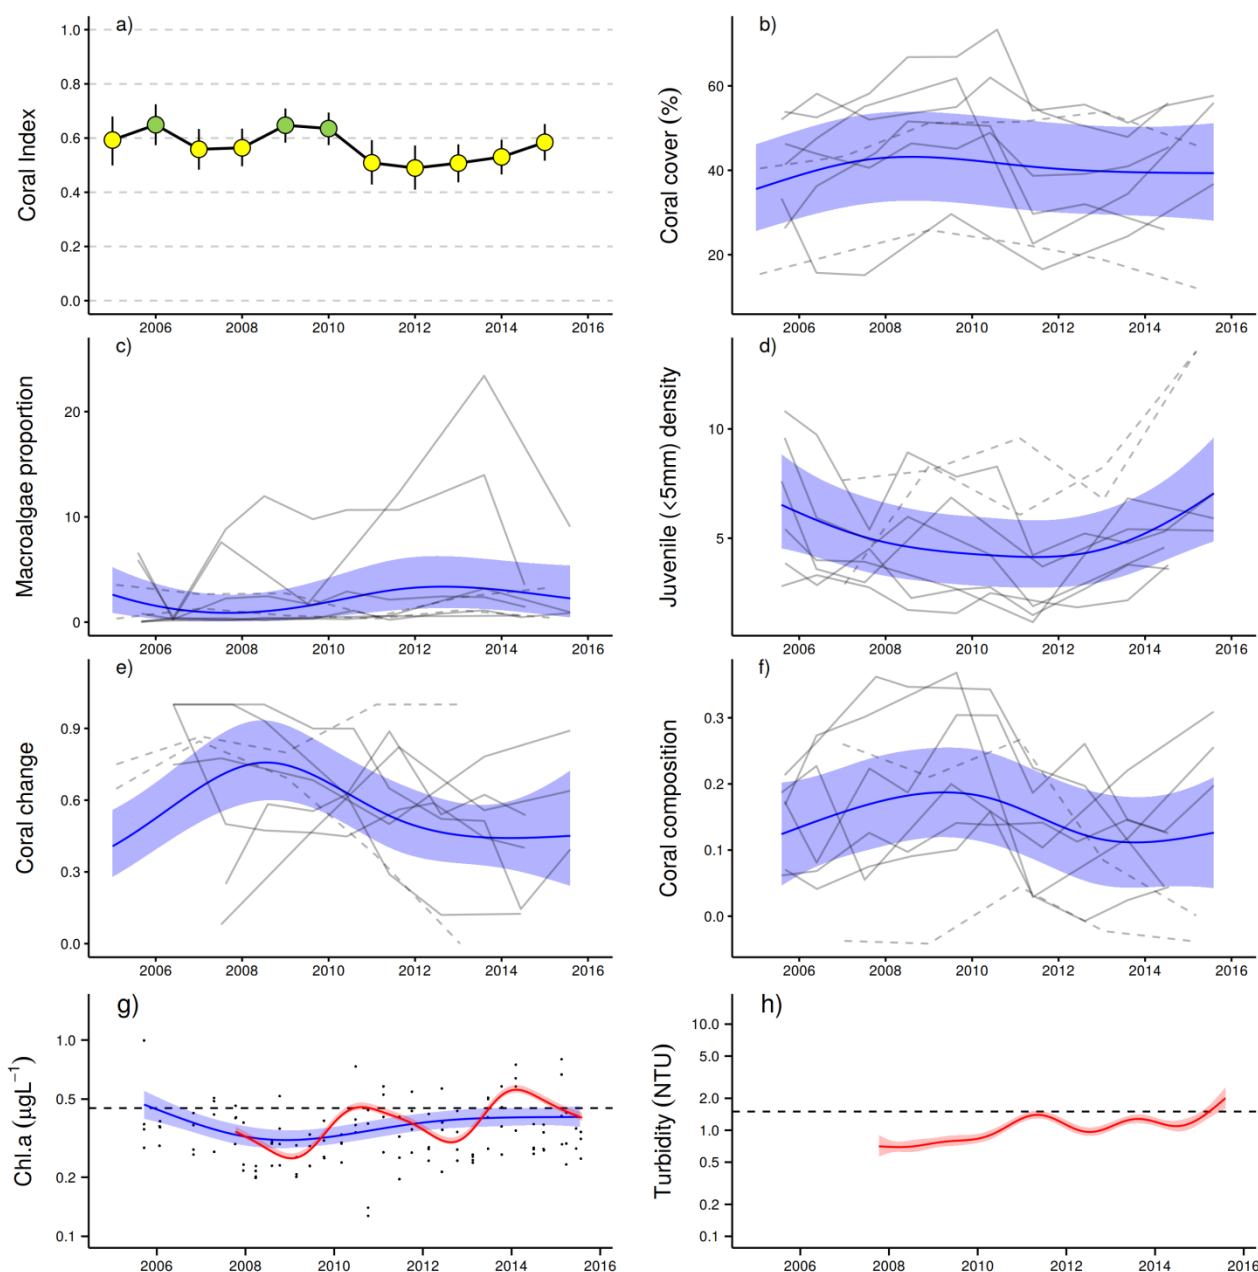 a)
Coral Index
1.0
0.8
0.6
0.4
0.2
0.0
2006 2008 2010 2012 2014 2016
b)
Coral cover (%)
60
40
20
2006 2008 2010 2012 2014 2016
c)
Macroalgae proportion
20
10
0
2006 2008 2010 2012 2014 2016
d)
Juvenile (<5mm) density
10
5
2006 2008 2010 2012 2014 2016
e)
Coral change
0.9
0.6
0.3
0.0
2006 2008 2010 2012 2014 2016
f)
Coral composition
0.3
0.2
0.1
0.0
2006 2008 2010 2012 2014 2016
g)
Chl.a (μgL⁻¹)
1.0
0.5
0.2
0.1
2006 2008 2010 2012 2014 2016
h)
Turbidity (NTU)
10.0
5.0
2.0
1.0
0.5
0.2
0.1
2006 2008 2010 2012 2014 2016